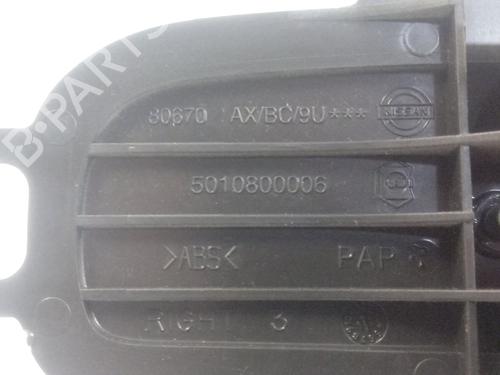 B-PARTS
80670 AX/BC/9U***
NISSAN
5010800006
>ABS< PAP
RIGHT 3